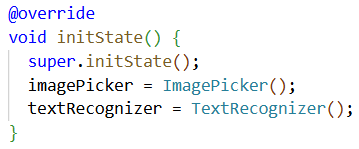 @override
void initState() {
  super.initState();
  imagePicker = ImagePicker();
  textRecognizer = TextRecognizer();
}